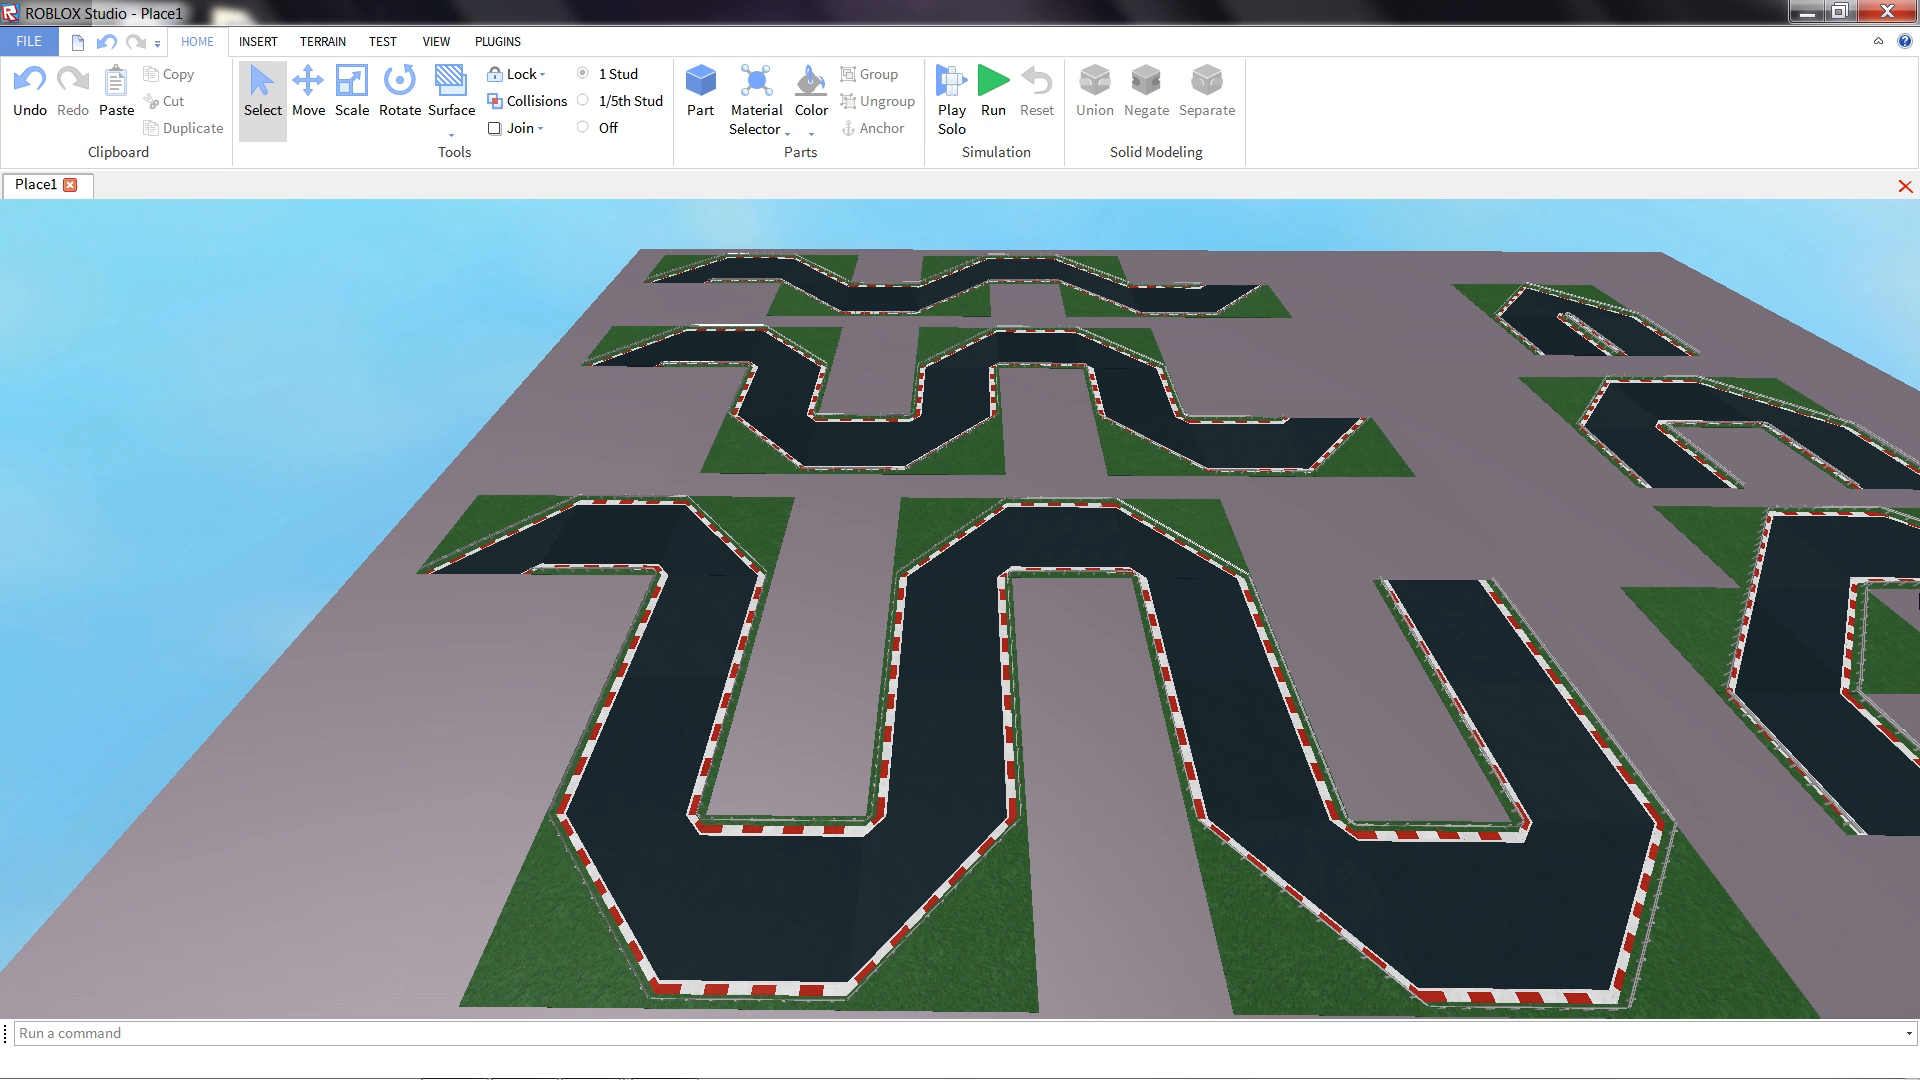 ROBLOX Studio - Place1
FILE HOME INSERT TERRAIN TEST VIEW PLUGINS
Undo Redo Paste Copy Cut Duplicate
Clipboard
Select Move Scale Rotate Surface Lock Collisions Join 1 Stud 1/5th Stud Off
Tools
Part Material Selector Color Group Ungroup Anchor
Parts
Play Solo Run Reset
Simulation
Union Negate Separate
Solid Modeling
Place1
Run a command